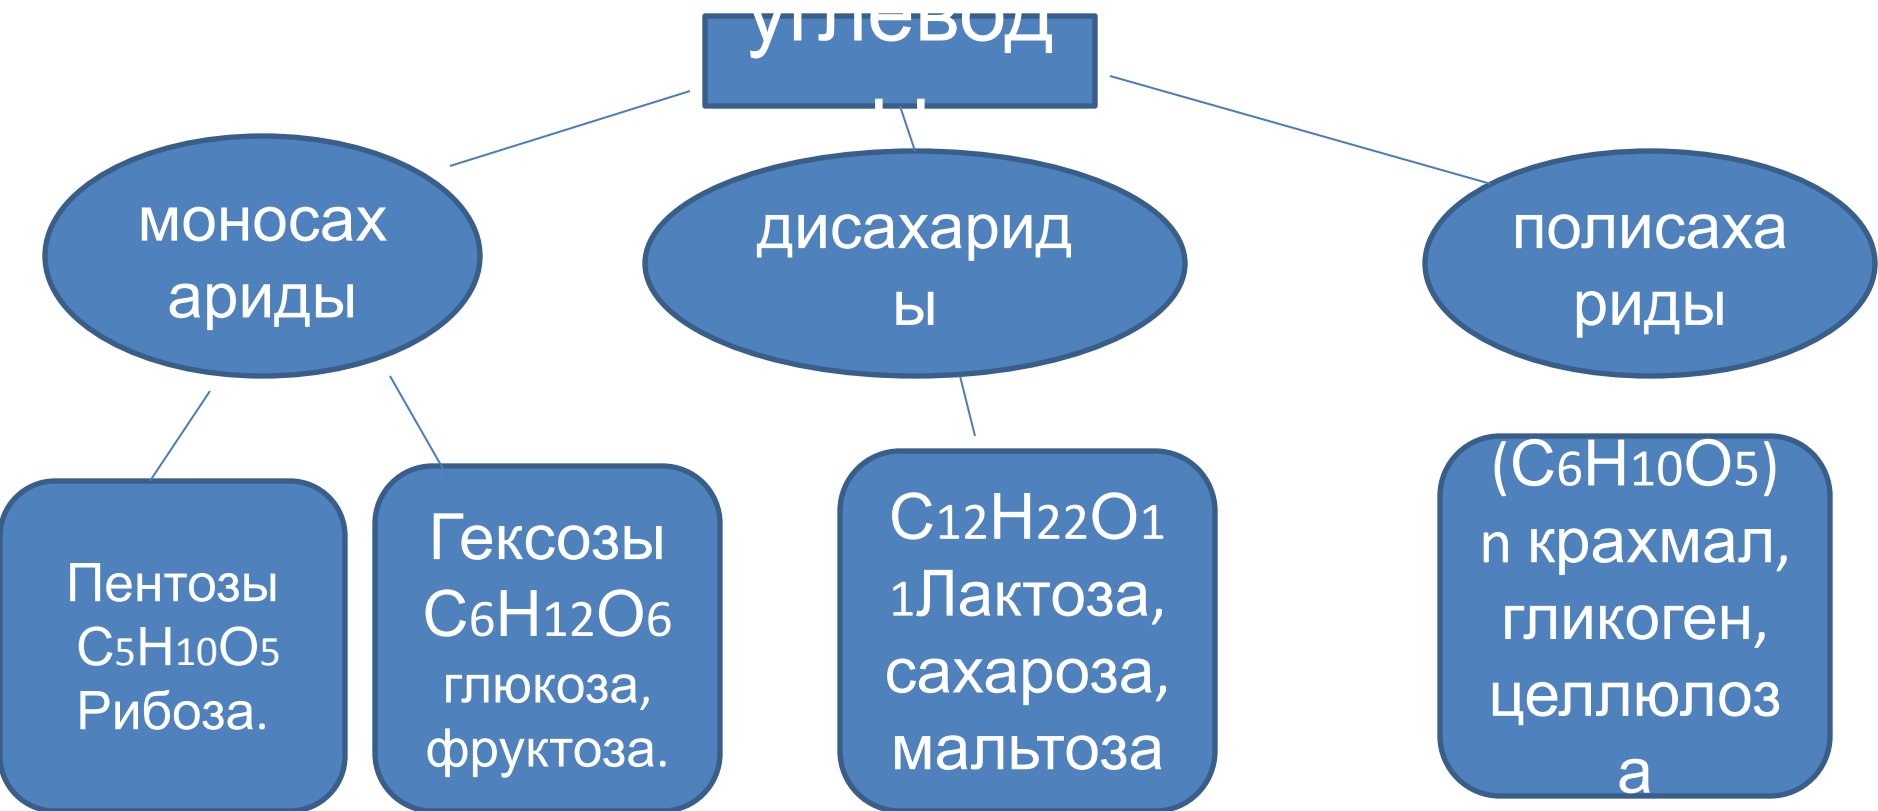 углевод
ы
моносах
ариды
дисахарид
ы
полисаха
риды
Пентозы
C5H10O5
Рибоза.
Гексозы
C6H12O6
глюкоза,
фруктоза.
C12H22O1
1Лактоза,
сахароза,
мальтоза
(C6H10O5)
n крахмал,
гликоген,
целлюлоз
а